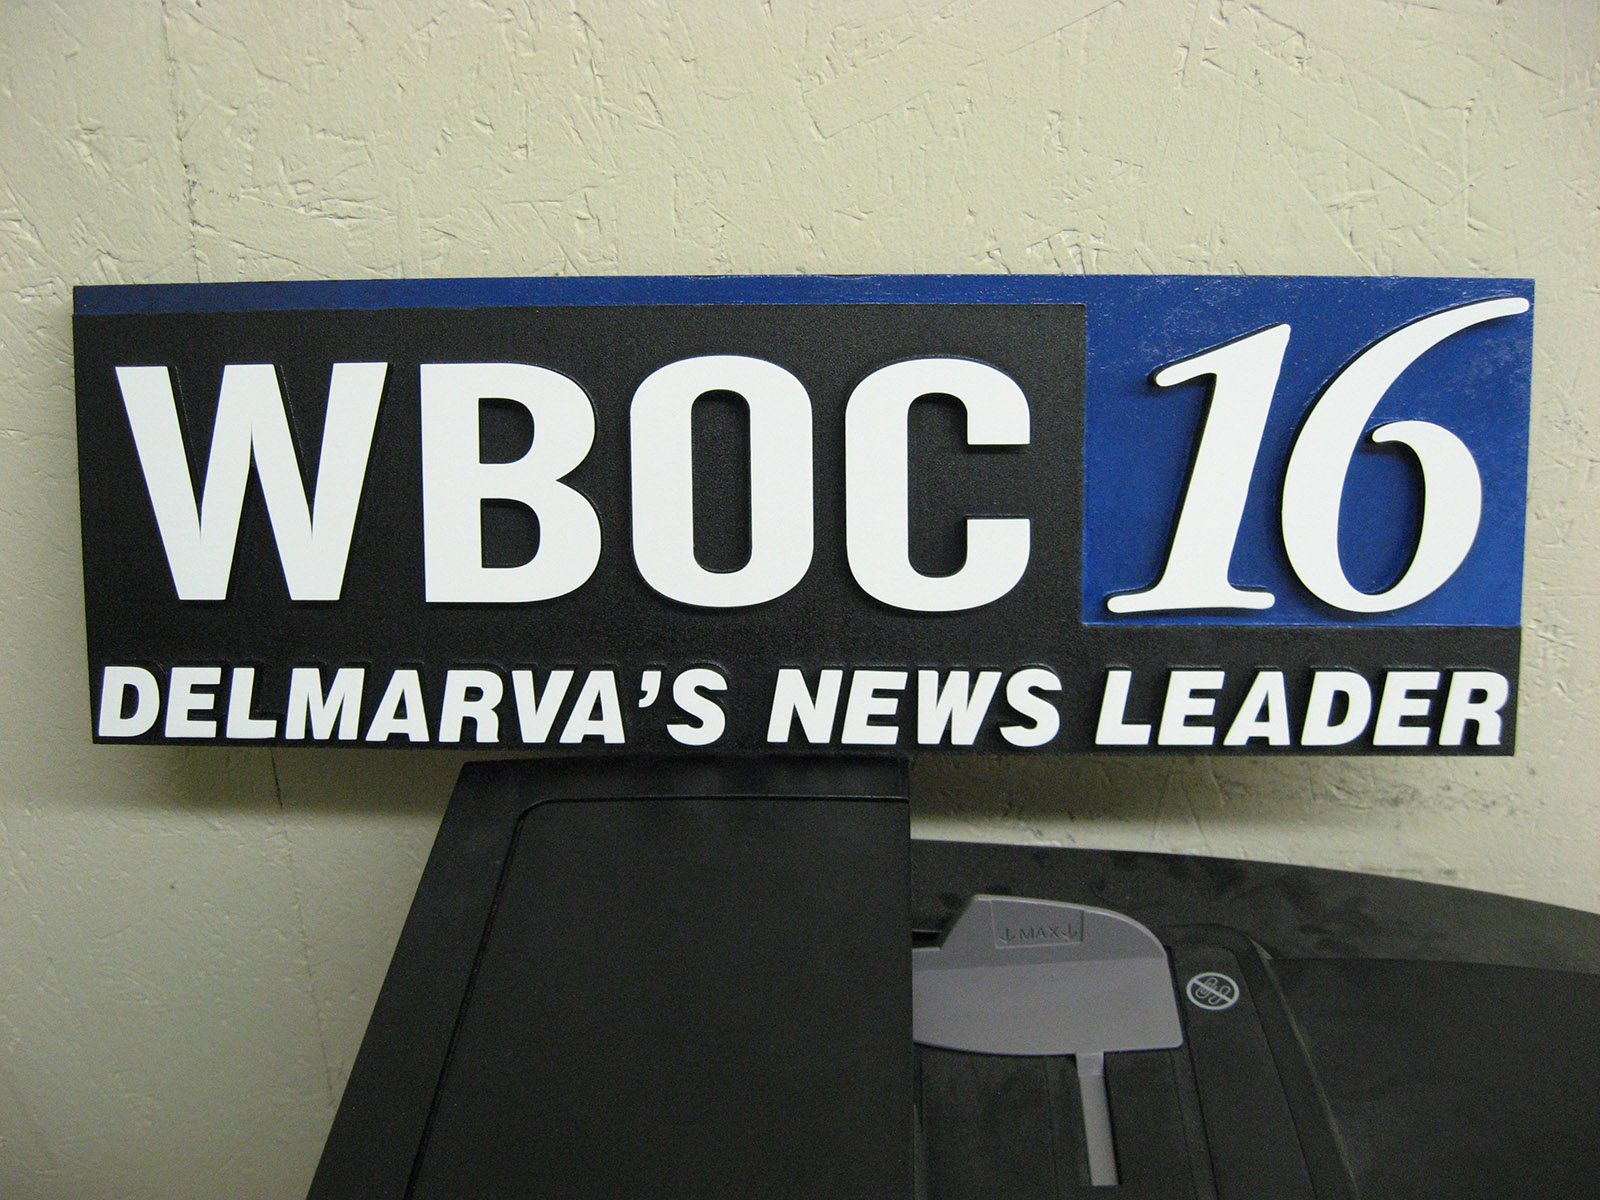 WBOC 16
DELMARVA'S NEWS LEADER
↓MAX↓